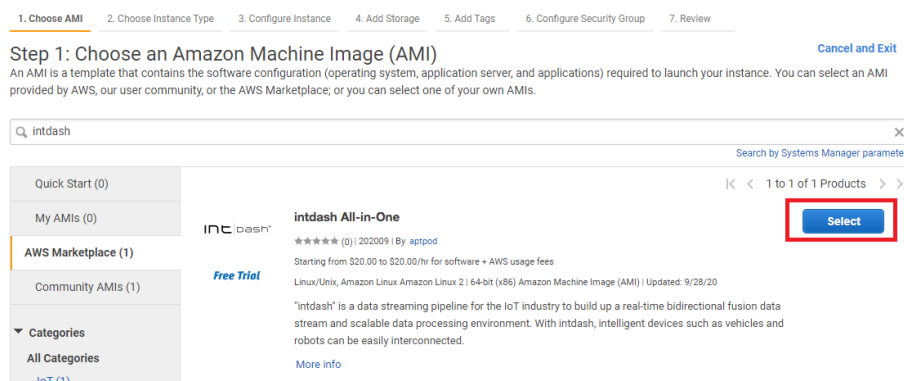 1. Choose AMI 2. Choose Instance Type 3. Configure Instance 4. Add Storage 5. Add Tags 6. Configure Security Group 7. Review
Step 1: Choose an Amazon Machine Image (AMI)
Cancel and Exit
An AMI is a template that contains the software configuration (operating system, application server, and applications) required to launch your instance. You can select an AMI
provided by AWS, our user community, or the AWS Marketplace; or you can select one of your own AMIs.
intdash
Search by Systems Manager paramete
Quick Start (0)
My AMIs (0)
AWS Marketplace (1)
Community AMIs (1)
Categories
All Categories
IoT (1)
1 to 1 of 1 Products
intdash
Free Trial
intdash All-in-One
(0) | 202009 | By aptpod
Starting from $20.00 to $20.00/hr for software + AWS usage fees
Linux/Unix, Amazon Linux Amazon Linux 2 | 64-bit (x86) Amazon Machine Image (AMI) | Updated: 9/28/20
"intdash" is a data streaming pipeline for the IoT industry to build up a real-time bidirectional fusion data
stream and scalable data processing environment. With intdash, intelligent devices such as vehicles and
robots can be easily interconnected.
More info
Select